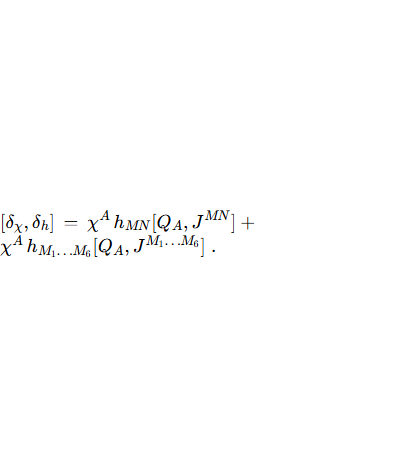 [δ_χ, δ_h] = χ^A h_{MN}[Q_A, J^{MN}] +
χ^A h_{M_1…M_6}[Q_A, J^{M_1…M_6}] .